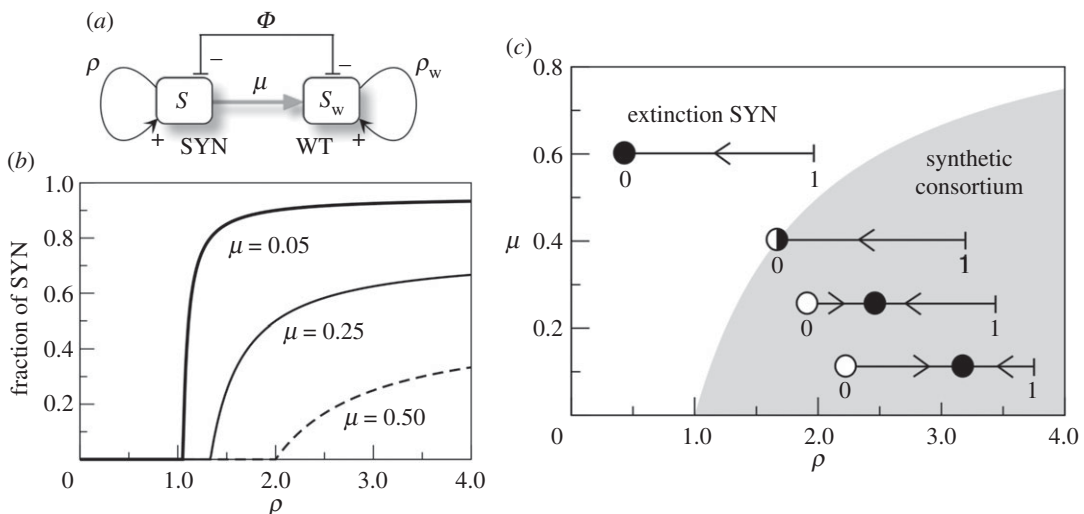 (a)
Φ
ρ
–
–
ρw
S
μ
Sw
+
SYN
WT
+
(b)
1.0
0.8
0.6
0.4
0.2
fraction of SYN
μ = 0.05
μ = 0.25
μ = 0.50
0
1.0
2.0
3.0
4.0
ρ
(c)
0.8
0.6
μ
0.4
0.2
extinction SYN
synthetic
consortium
0
1
0
1
0
1
0
1
0
1.0
2.0
3.0
4.0
ρ